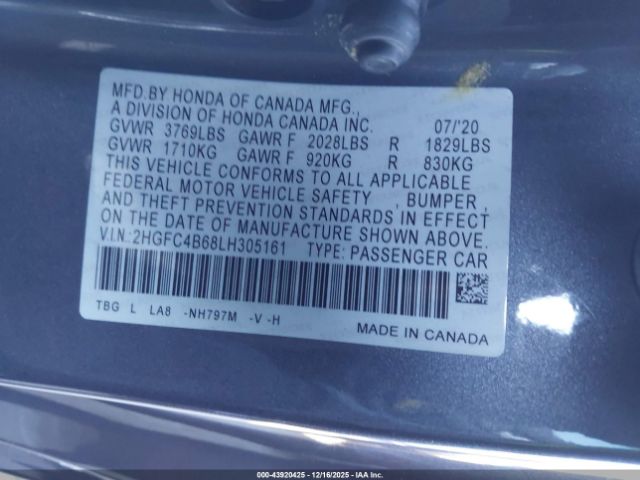 MFD.BY HONDA OF CANADA MFG.,
A DIVISION OF HONDA CANADA INC. 07/'20
GVWR 3769LBS GAWR F 2028LBS R 1829LBS
GVWR 1710KG GAWR F 920KG R 830KG
THIS VEHICLE CONFORMS TO ALL APPLICABLE
FEDERAL MOTOR VEHICLE SAFETY , BUMPER ,
AND THEFT PREVENTION STANDARDS IN EFFECT
ON THE DATE OF MANUFACTURE SHOWN ABOVE.
V.I.N.:2HGFC4B68LH305161 TYPE: PASSENGER CAR
TBG L LA8 -NH797M -V -H
MADE IN CANADA
000-43920425 - 12/16/2025 - IAA Inc.